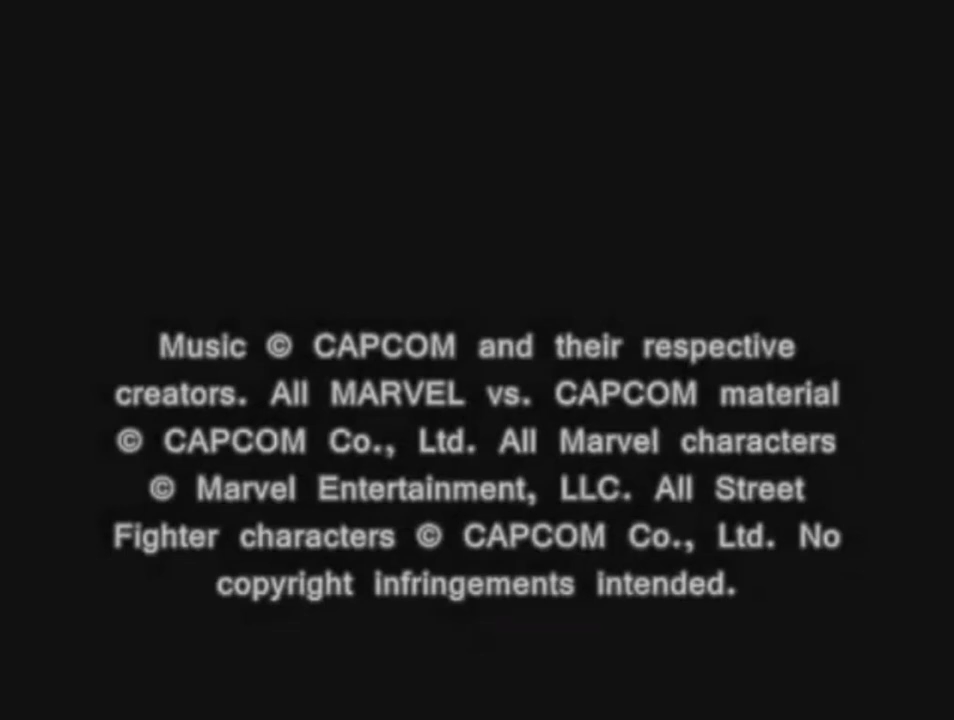 Music © CAPCOM and their respective
creators. All MARVEL vs. CAPCOM material
© CAPCOM Co., Ltd. All Marvel characters
© Marvel Entertainment, LLC. All Street
Fighter characters © CAPCOM Co., Ltd. No
copyright infringements intended.